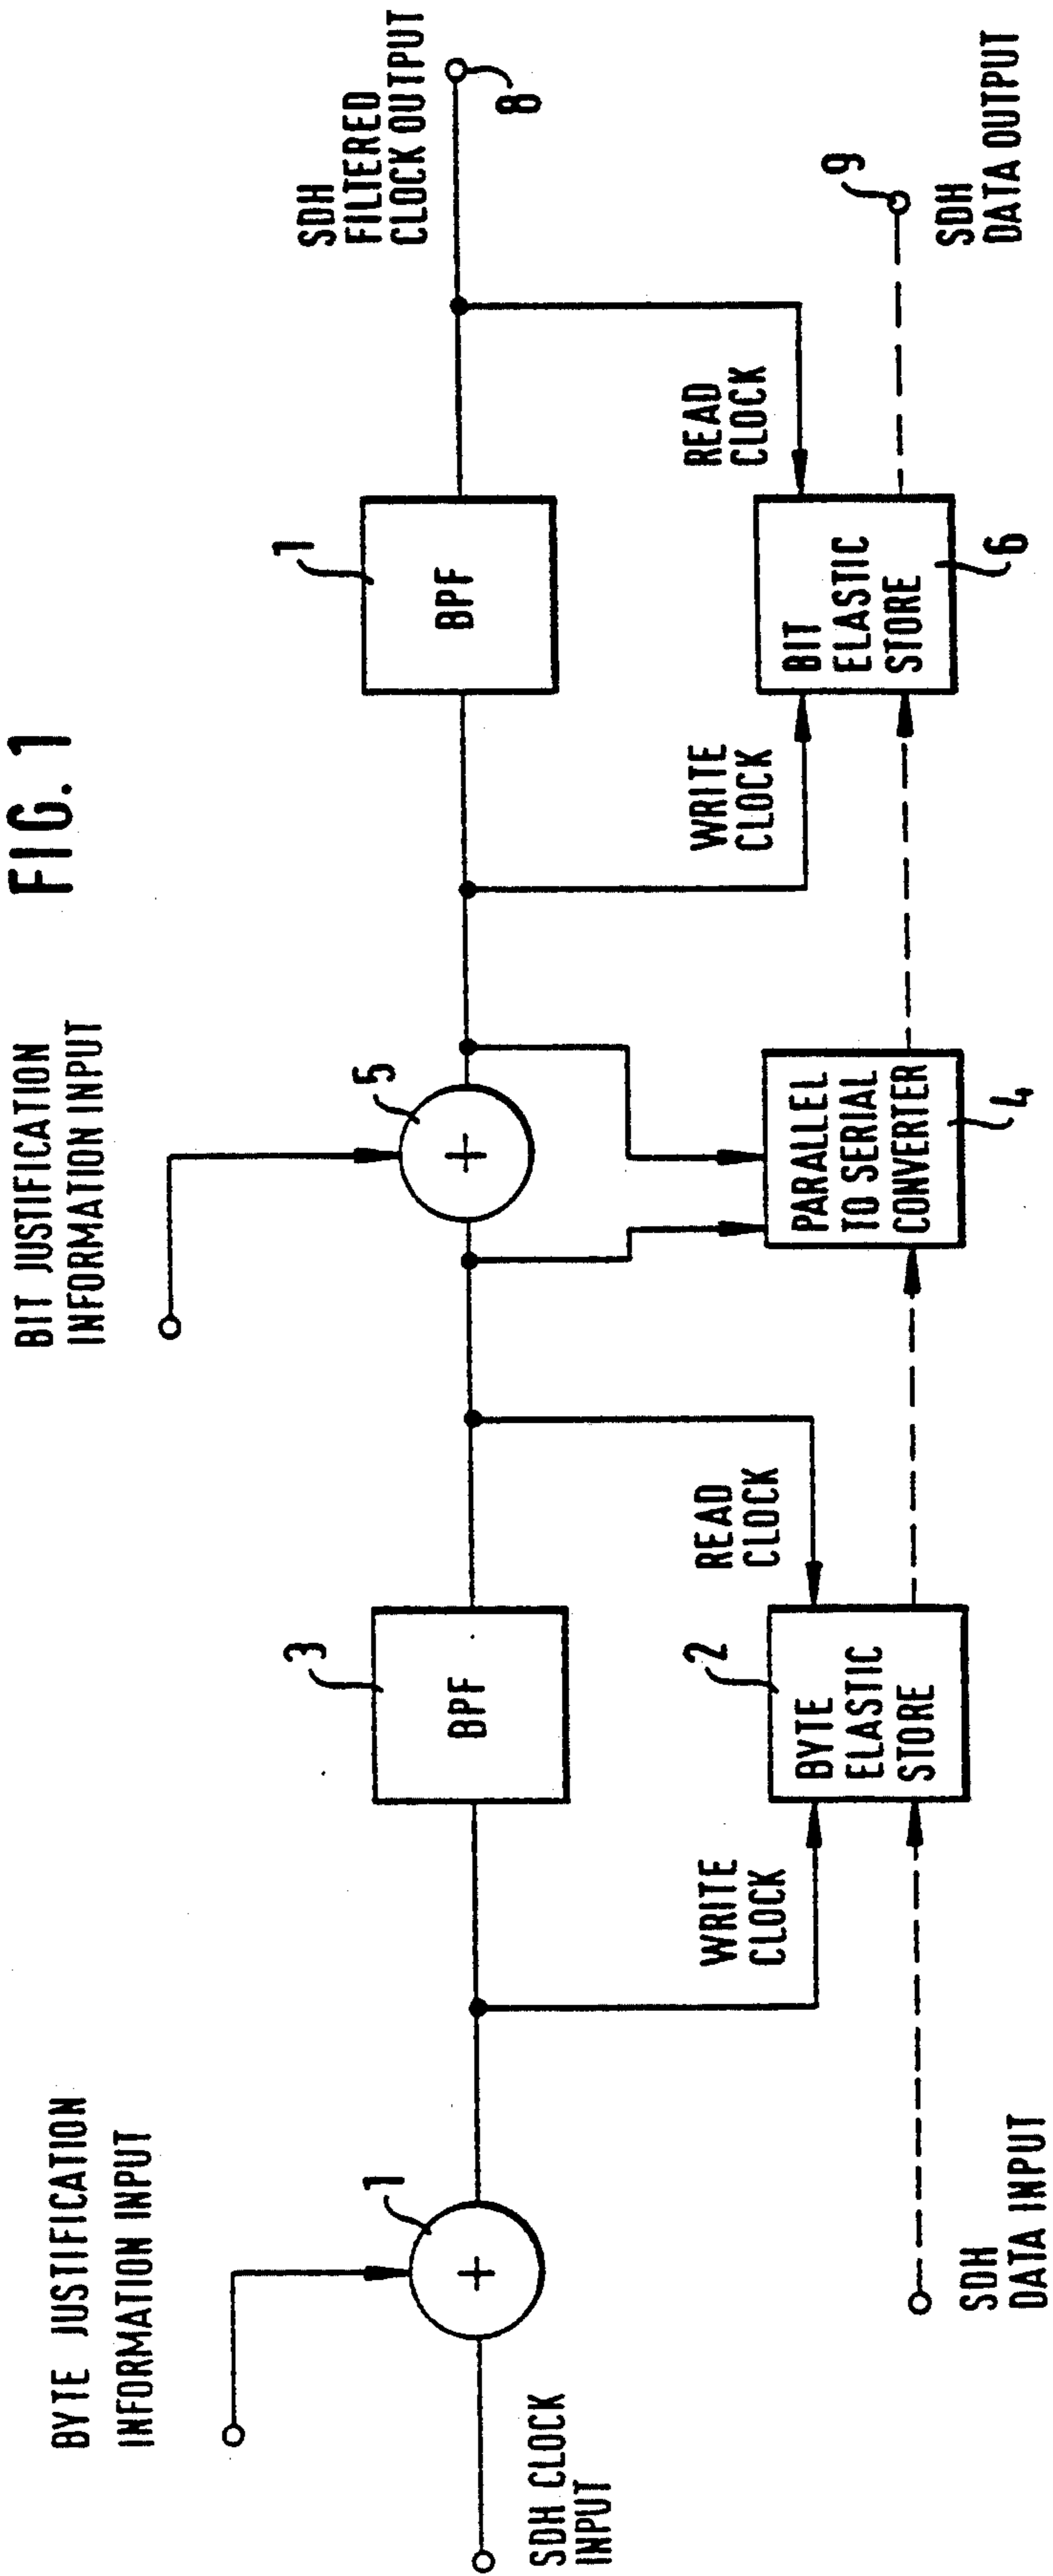 FIG. 1
BYTE JUSTIFICATION
INFORMATION INPUT
BIT JUSTIFICATION
INFORMATION INPUT
SDH CLOCK
INPUT
+
1
3
BPF
+
5
1
BPF
SDH
FILTERED
CLOCK OUTPUT
8
WRITE
CLOCK
READ
CLOCK
WRITE
CLOCK
READ
CLOCK
SDH
DATA INPUT
2
BYTE
ELASTIC
STORE
PARALLEL
TO SERIAL
CONVERTER
4
BIT
ELASTIC
STORE
6
9
SDH
DATA OUTPUT